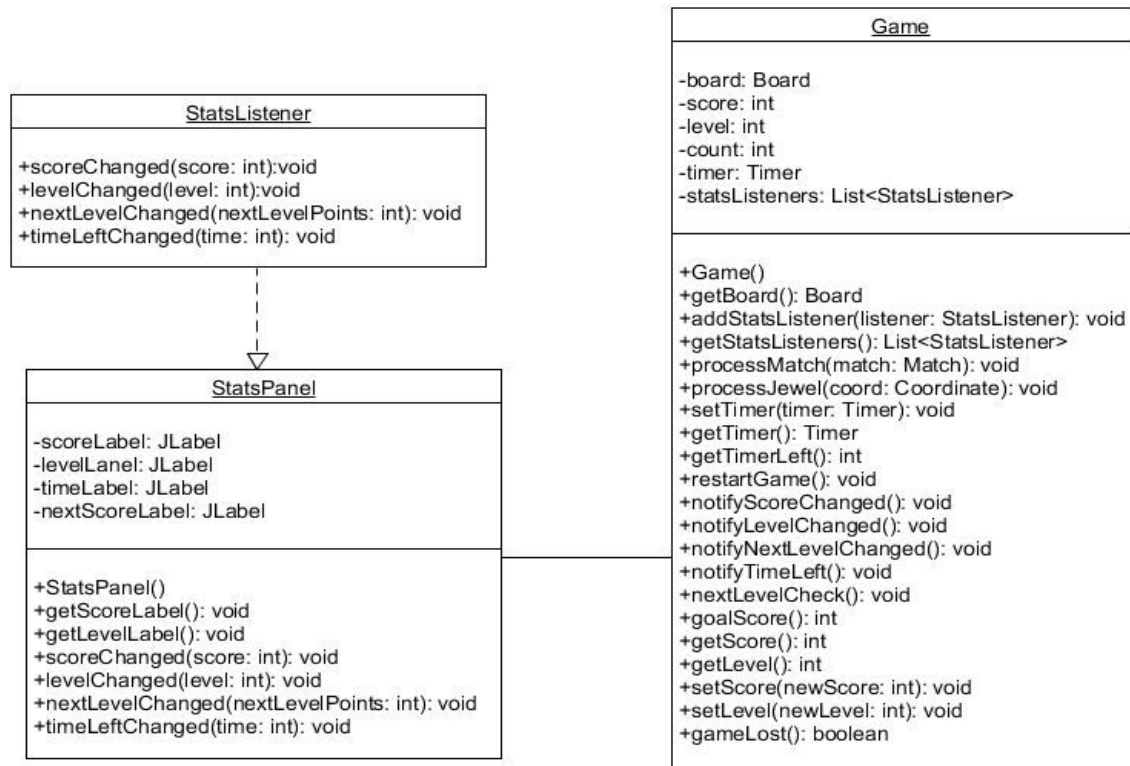 StatsListener
+scoreChanged(score: int):void
+levelChanged(level: int):void
+nextLevelChanged(nextLevelPoints: int): void
+timeLeftChanged(time: int): void
StatsPanel
-scoreLabel: JLabel
-levelLanel: JLabel
-timeLabel: JLabel
-nextScoreLabel: JLabel
+StatsPanel()
+getScoreLabel(): void
+getLevelLabel(): void
+scoreChanged(score: int): void
+levelChanged(level: int): void
+nextLevelChanged(nextLevelPoints: int): void
+timeLeftChanged(time: int): void
Game
-board: Board
-score: int
-level: int
-count: int
-timer: Timer
-statsListeners: List<StatsListener>
+Game()
+getBoard(): Board
+addStatsListener(listener: StatsListener): void
+getStatsListeners(): List<StatsListener>
+processMatch(match: Match): void
+processJewel(coord: Coordinate): void
+setTimer(timer: Timer): void
+getTimer(): Timer
+getTimerLeft(): int
+restartGame(): void
+notifyScoreChanged(): void
+notifyLevelChanged(): void
+notifyNextLevelChanged(): void
+notifyTimeLeft(): void
+nextLevelCheck(): void
+goalScore(): int
+getScore(): int
+getLevel(): int
+setScore(newScore: int): void
+setLevel(newLevel: int): void
+gameLost(): boolean